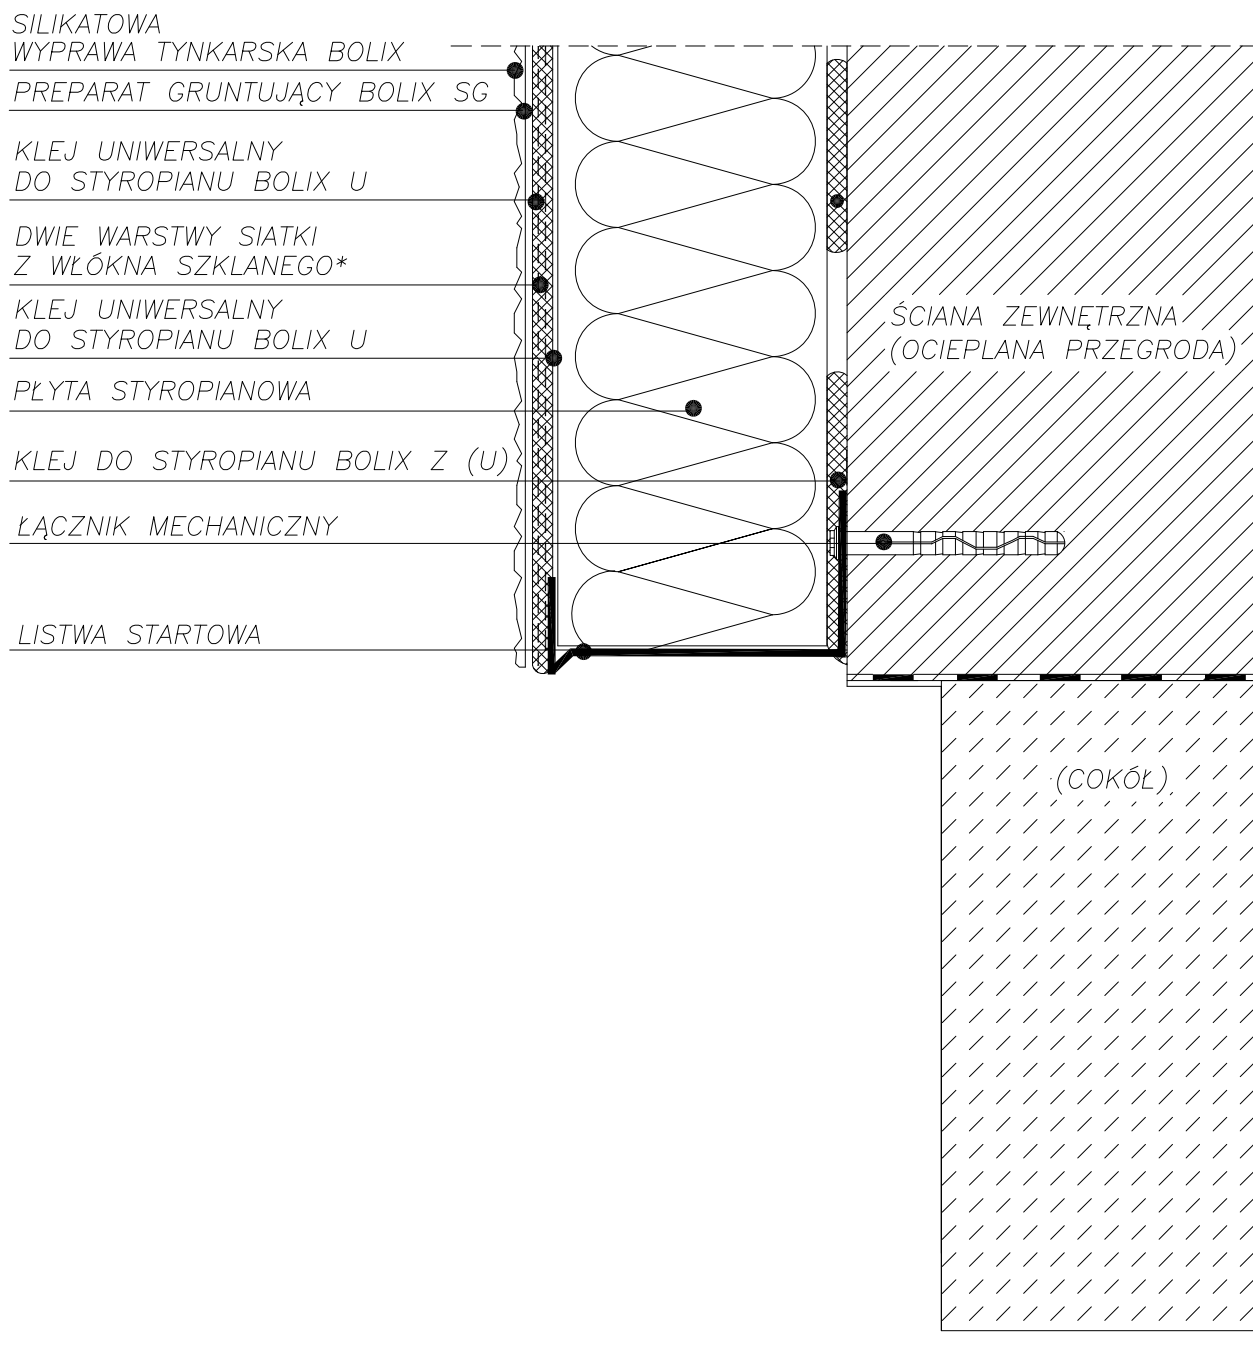 SILIKATOWA
WYPRAWA TYNKARSKA BOLIX
PREPARAT GRUNTUJĄCY BOLIX SG
KLEJ UNIWERSALNY
DO STYROPIANU BOLIX U
DWIE WARSTWY SIATKI
Z WŁÓKNA SZKLANEGO*
KLEJ UNIWERSALNY
DO STYROPIANU BOLIX U
PŁYTA STYROPIANOWA
KLEJ DO STYROPIANU BOLIX Z (U)
ŁĄCZNIK MECHANICZNY
LISTWA STARTOWA
ŚCIANA ZEWNĘTRZNA
(OCIEPLANA PRZEGRODA)
(COKÓŁ)